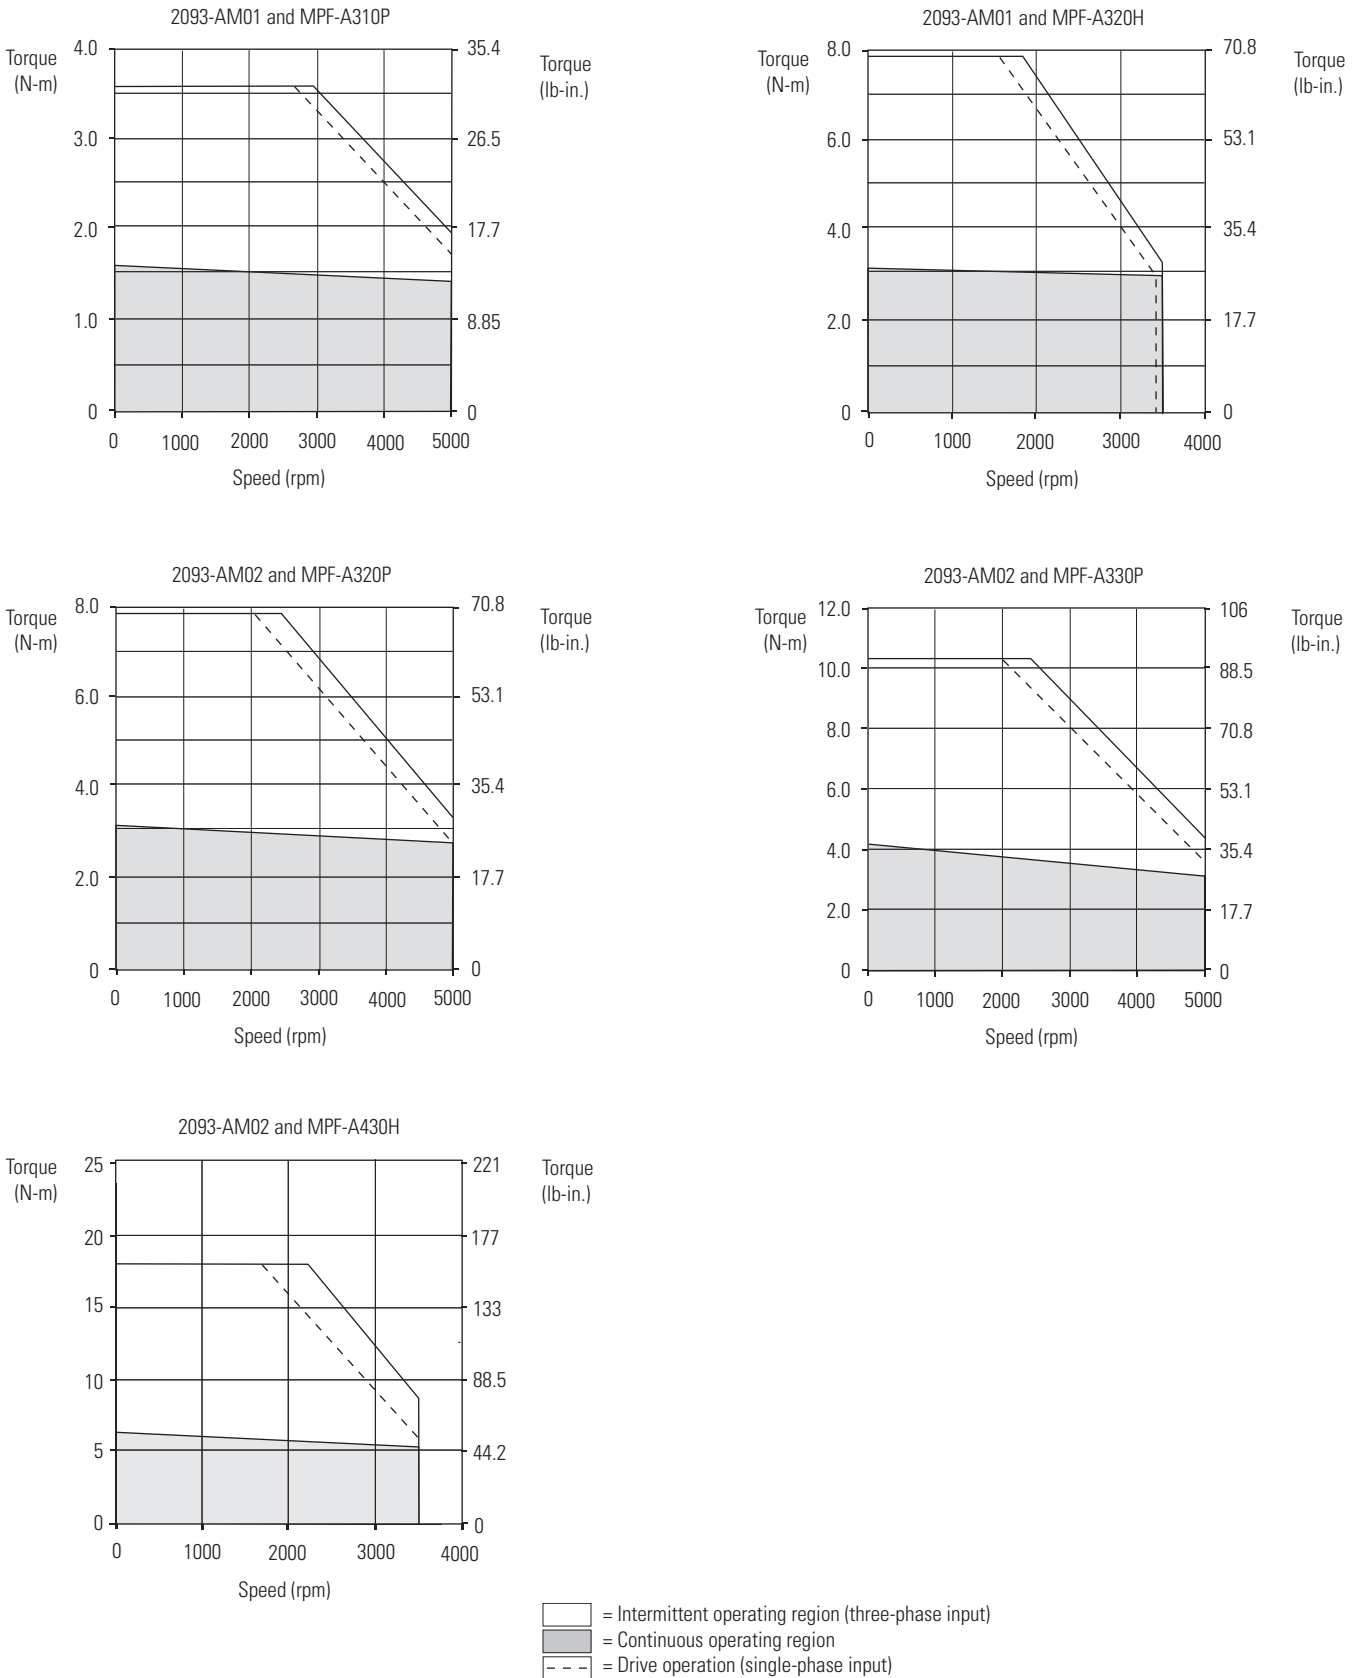 2093-AM01 and MPF-A310P
Torque
(N-m)
4.0
3.0
2.0
1.0
0
35.4
26.5
17.7
8.85
0
Torque
(lb-in.)
0 1000 2000 3000 4000 5000
Speed (rpm)
2093-AM01 and MPF-A320H
Torque
(N-m)
8.0
6.0
4.0
2.0
0
70.8
53.1
35.4
17.7
0
Torque
(lb-in.)
0 1000 2000 3000 4000
Speed (rpm)
2093-AM02 and MPF-A320P
Torque
(N-m)
8.0
6.0
4.0
2.0
0
70.8
53.1
35.4
17.7
0
Torque
(lb-in.)
0 1000 2000 3000 4000 5000
Speed (rpm)
2093-AM02 and MPF-A330P
Torque
(N-m)
12.0
10.0
8.0
6.0
4.0
2.0
0
106
88.5
70.8
53.1
35.4
17.7
0
Torque
(lb-in.)
0 1000 2000 3000 4000 5000
Speed (rpm)
2093-AM02 and MPF-A430H
Torque
(N-m)
25
20
15
10
5
0
221
177
133
88.5
44.2
0
Torque
(lb-in.)
0 1000 2000 3000 4000
Speed (rpm)
= Intermittent operating region (three-phase input)
= Continuous operating region
= Drive operation (single-phase input)